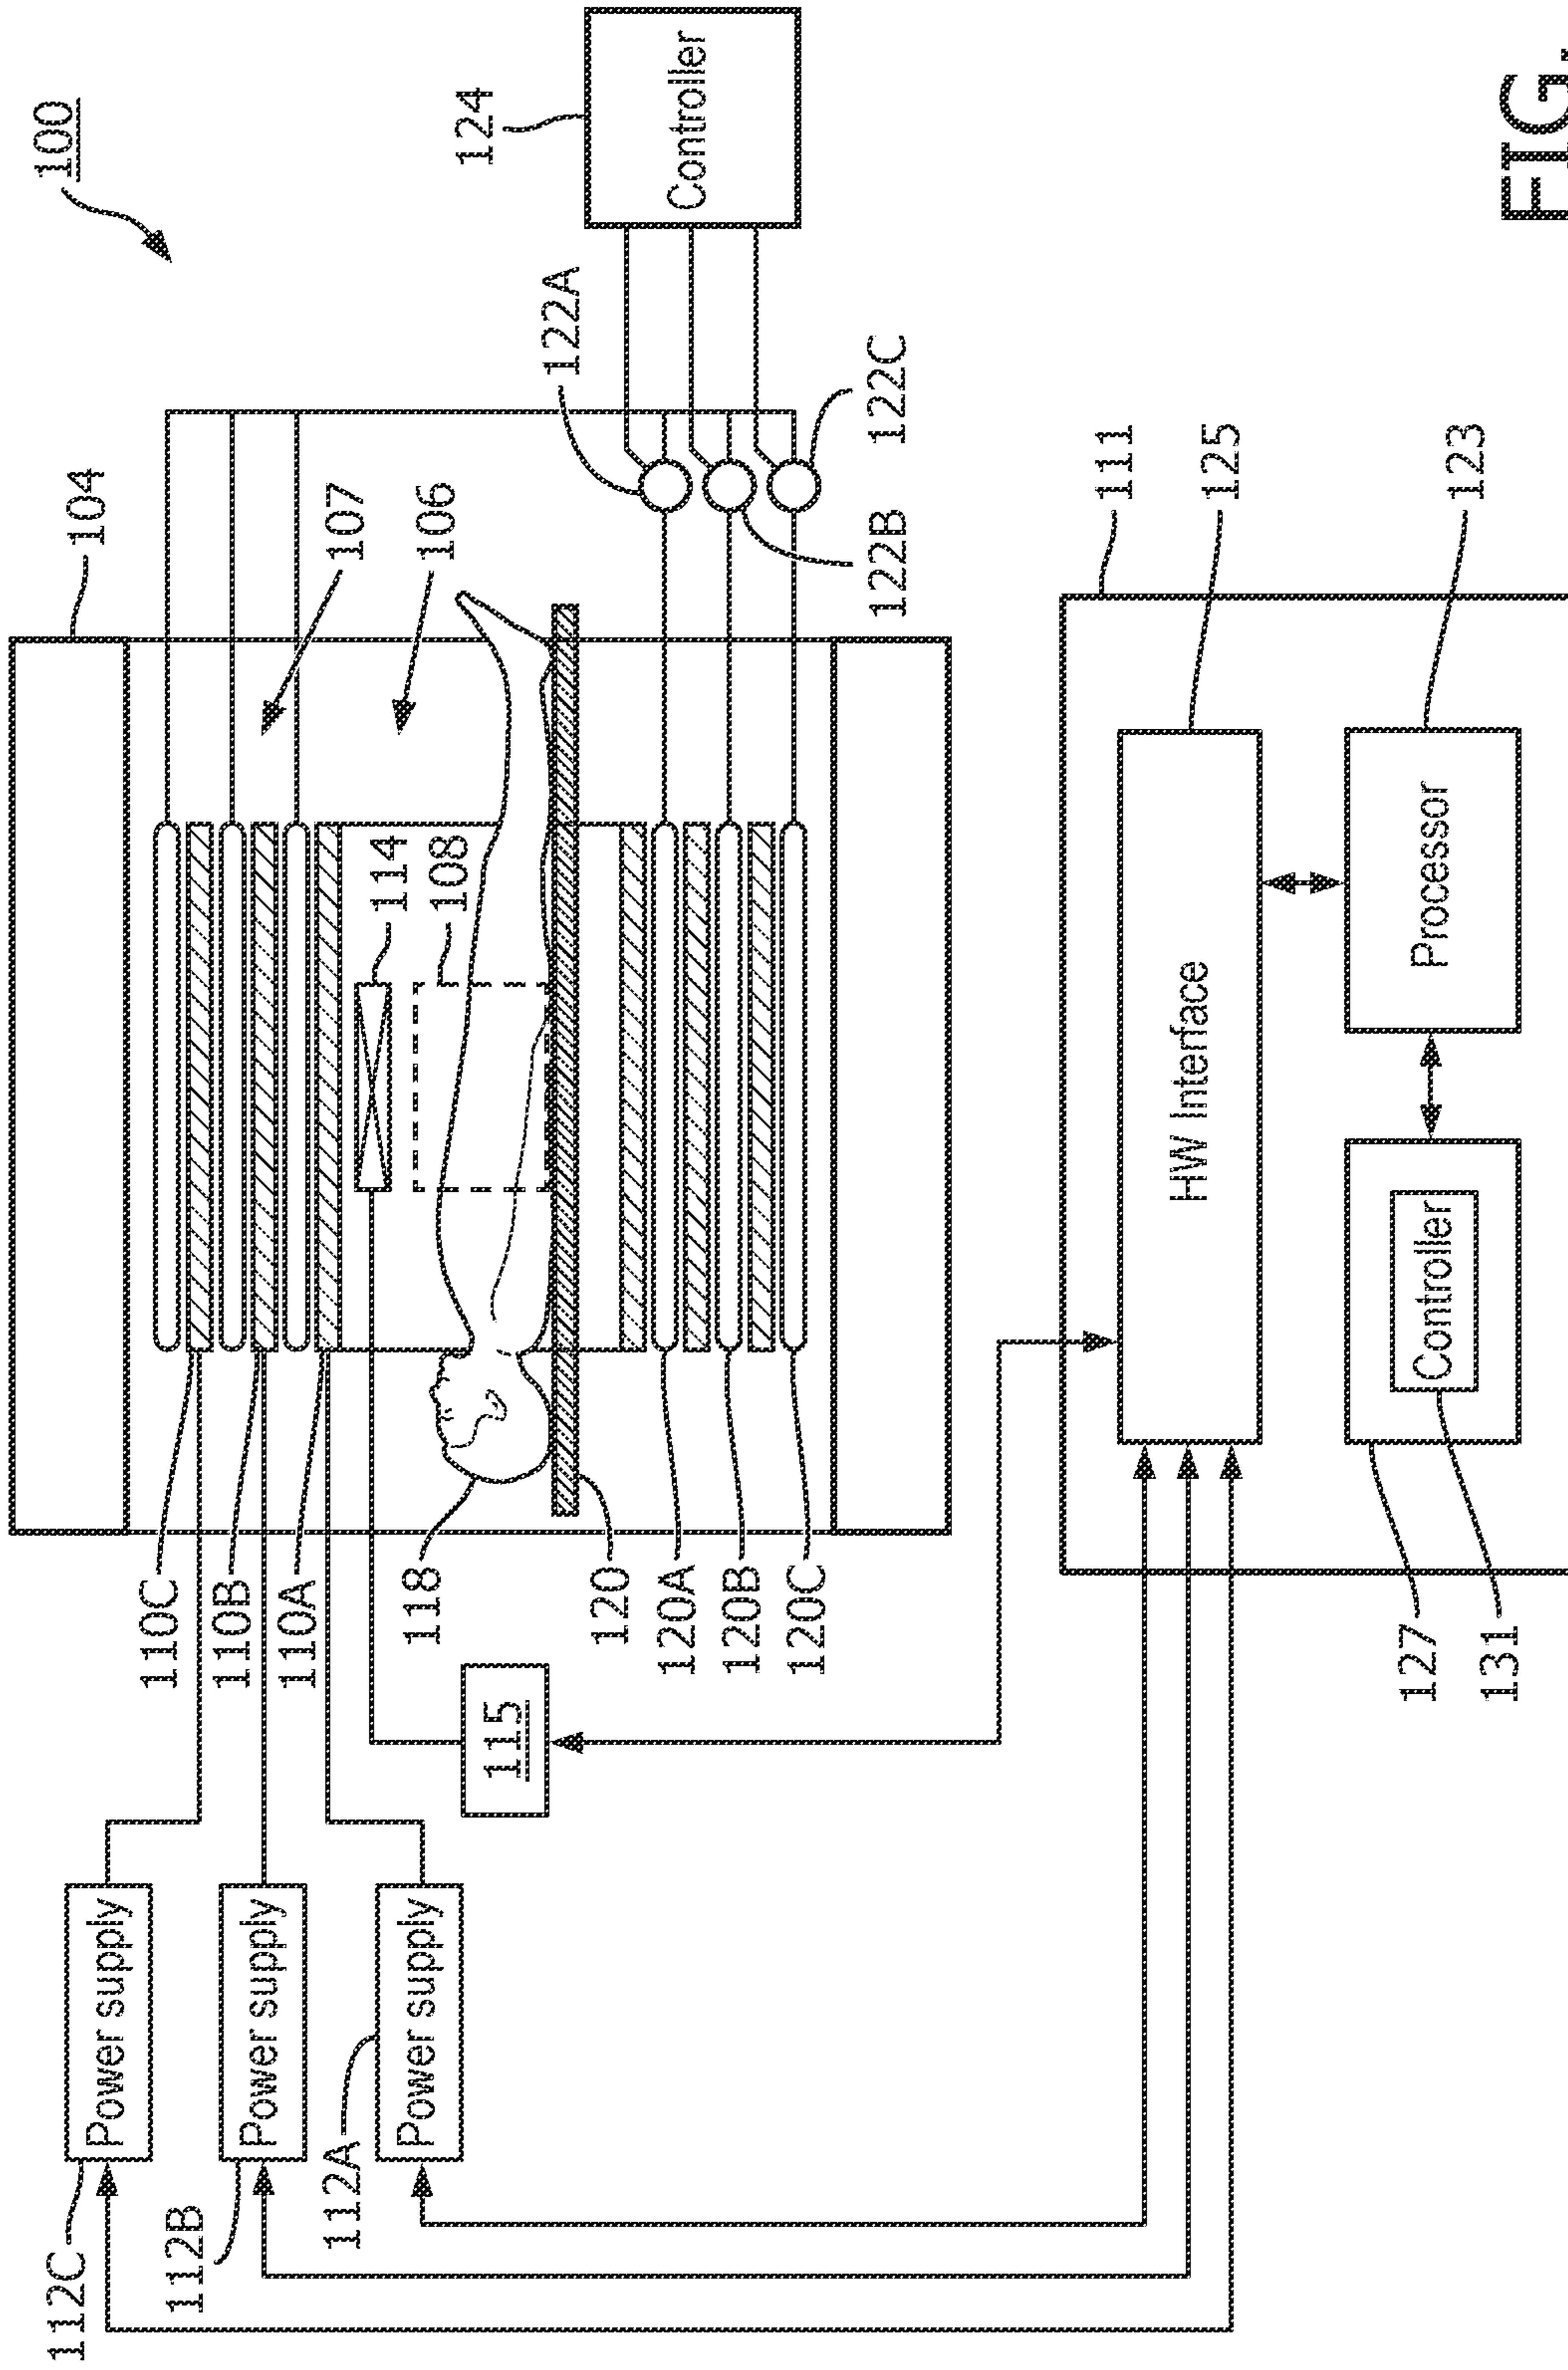 100
104
107
106
122A
124
Controller
122C
122B
114
108
110C
110B
110A
118
120
120A
120B
120C
115
Power supply
Power supply
Power supply
112C
112B
112A
111
125
123
HW Interface
Processor
Controller
127
131
FIG.